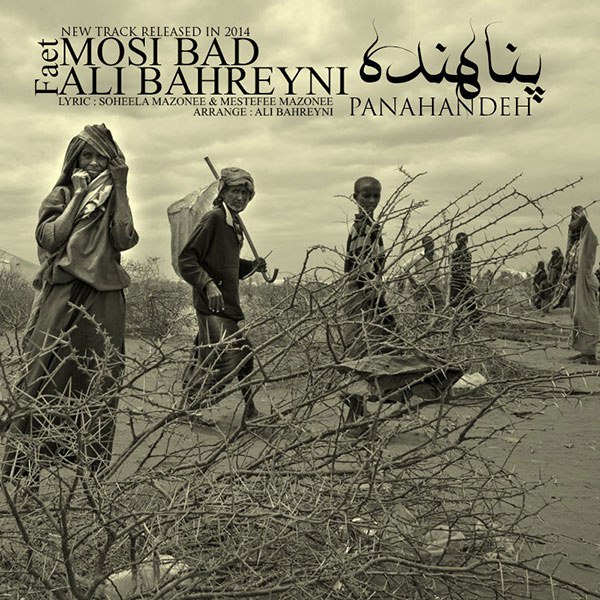 NEW TRACK RELEASED IN 2014
MOSI BAD
Faet
ALI BAHREYNI
LYRIC : SOHEELA MAZONEE & MESTEFEE MAZONEE
ARRANGE : ALI BAHREYNI
پناهنده
PANAHANDEH